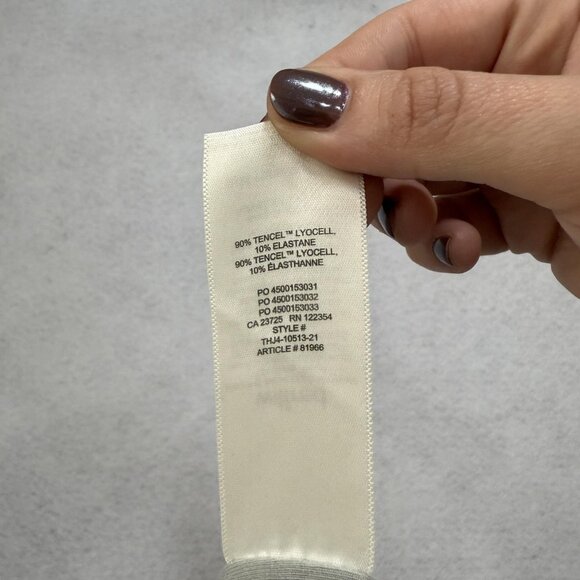 90% TENCEL™ LYOCELL,
10% ELASTANE
90% TENCEL™ LYOCELL,
10% ÉLASTHANNE
PO 4500153031
PO 4500153032
PO 4500153033
CA 23725 RN 122354
STYLE #
THJ4-10513-21
ARTICLE # 81966